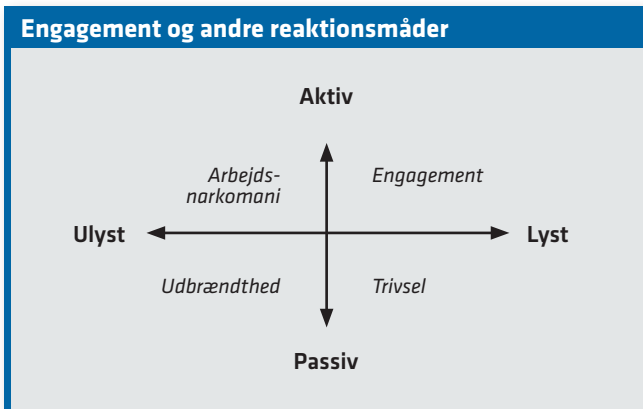 Engagement og andre reaktionsmåder
Aktiv
Arbejds-
narkomani
Engagement
Ulyst
Lyst
Udbrændthed
Trivsel
Passiv